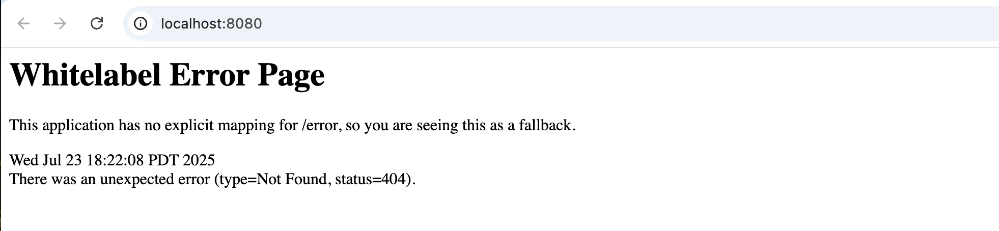 localhost:8080
Whitelabel Error Page
This application has no explicit mapping for /error, so you are seeing this as a fallback.
Wed Jul 23 18:22:08 PDT 2025
There was an unexpected error (type=Not Found, status=404).